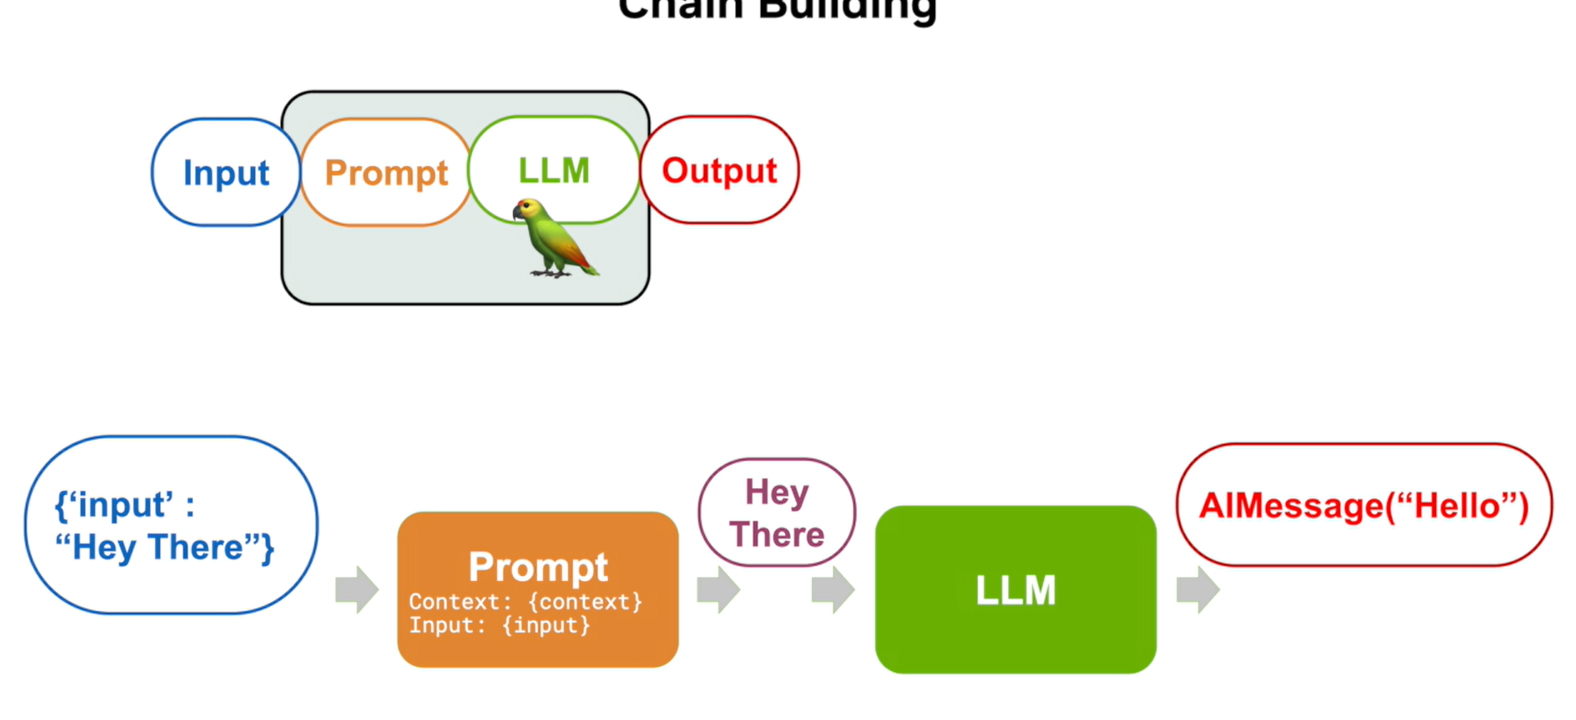 Chain Building
Input
Prompt
LLM
Output
{‘input’ :
“Hey There”}
Prompt
Context: {context}
Input: {input}
Hey
There
LLM
AIMessage(“Hello”)